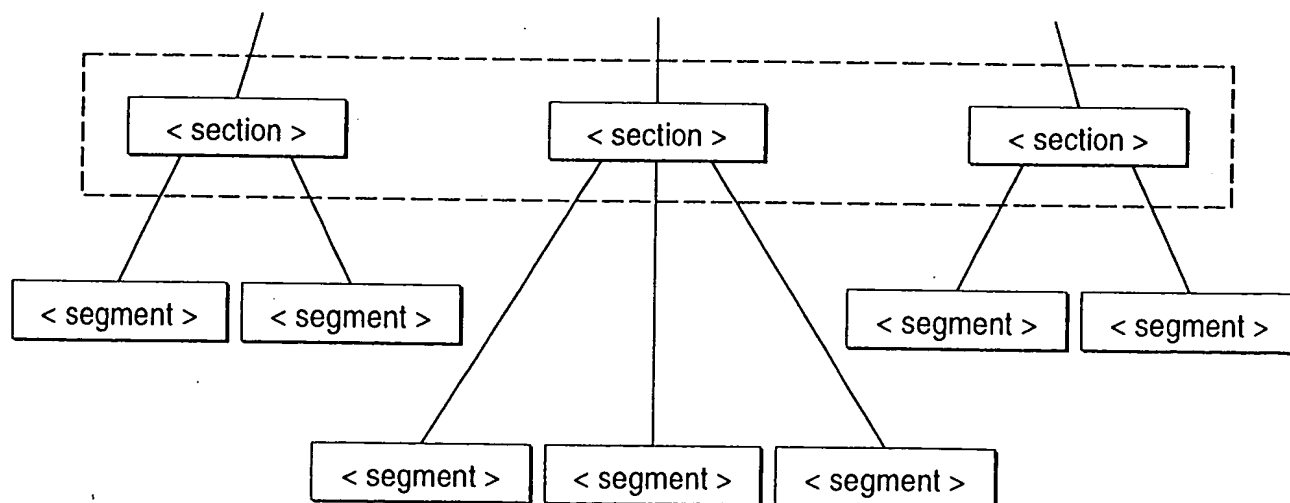 < section >
< section >
< section >
< segment >
< segment >
< segment >
< segment >
< segment >
< segment >
< segment >